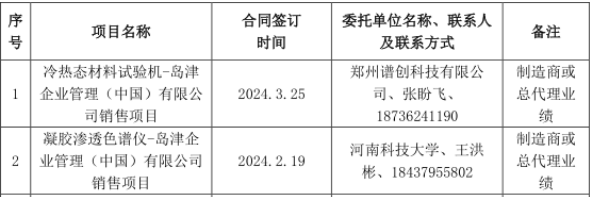 序号 项目名称 合同签订时间 委托单位名称、联系人及联系方式 备注
1 冷热态材料试验机-岛津企业管理（中国）有限公司销售项目 2024.3.25 郑州谱创科技有限公司、张盼飞、18736241190 制造商或总代理业绩
2 凝胶渗透色谱仪-岛津企业管理（中国）有限公司销售项目 2024.2.19 河南科技大学、王洪彬、18437955802 制造商或总代理业绩